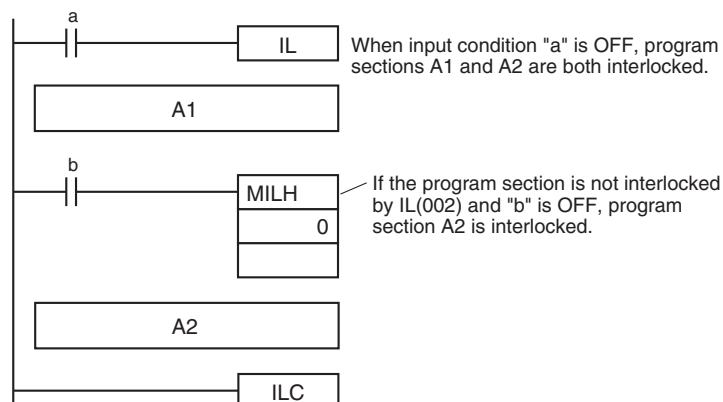 a
IL
When input condition "a" is OFF, program
sections A1 and A2 are both interlocked.
A1
b
MILH
0
If the program section is not interlocked
by IL(002) and "b" is OFF, program
section A2 is interlocked.
A2
ILC